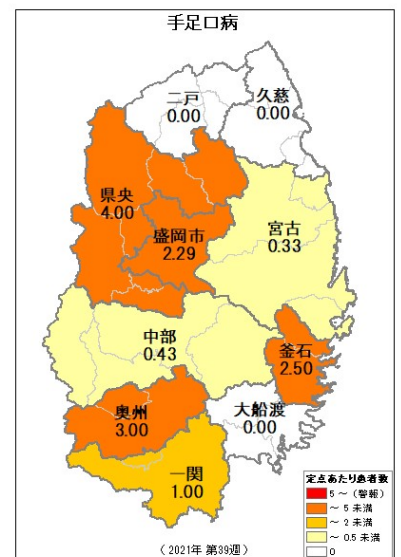 手足口病
二戸
0.00
久慈
0.00
県央
4.00
盛岡市
2.29
宮古
0.33
中部
0.43
釜石
2.50
奥州
3.00
大船渡
0.00
一関
1.00
定点あたり患者数
5 ～ (警報)
～ 5 未満
～ 2 未満
～ 0.5 未満
0
( 2021年 第39週 )